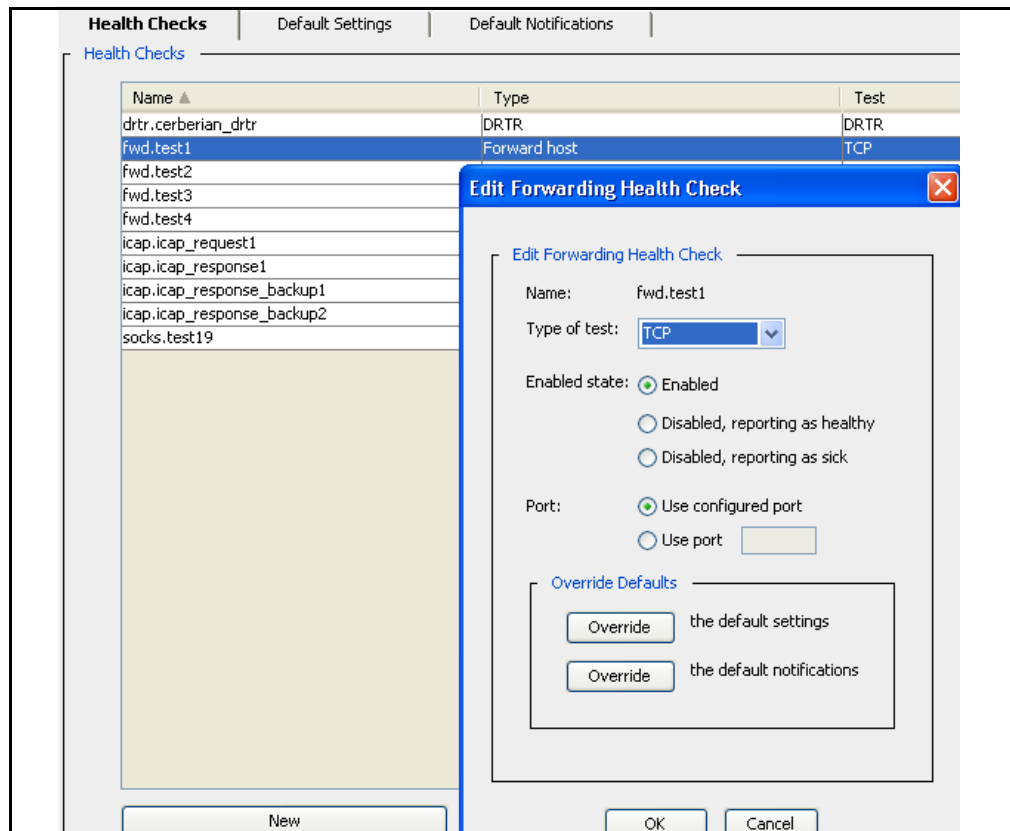 Health Checks Default Settings Default Notifications
Health Checks
Name Type Test
drtr.cerberian_drtr DRTR DRTR
fwd.test1 Forward host TCP
fwd.test2
fwd.test3
fwd.test4
icap.icap_request1
icap.icap_response1
icap.icap_response_backup1
icap.icap_response_backup2
socks.test19
New
Edit Forwarding Health Check
Edit Forwarding Health Check
Name: fwd.test1
Type of test: TCP
Enabled state: Enabled
Disabled, reporting as healthy
Disabled, reporting as sick
Port: Use configured port
Use port
Override Defaults
Override the default settings
Override the default notifications
OK Cancel